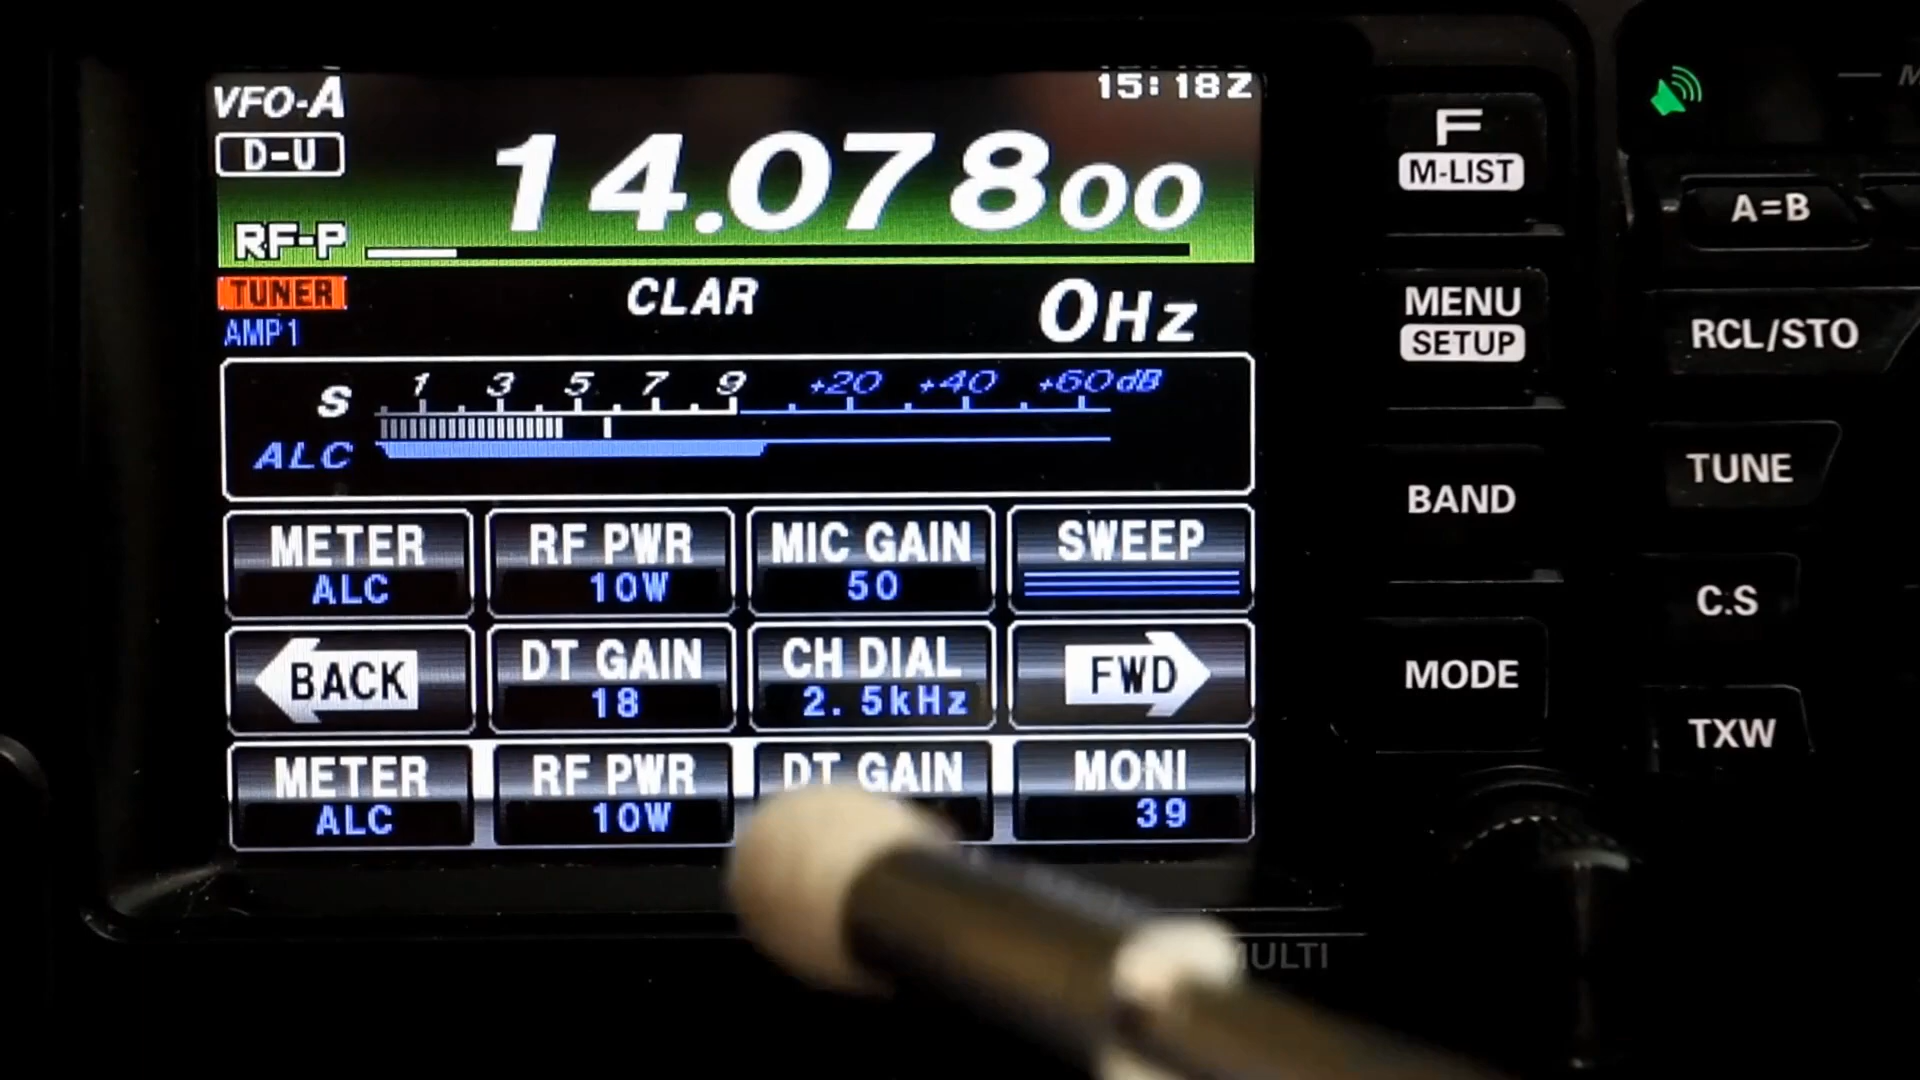 VFO-A
15:18Z
D-U
14.07800
RF-P
TUNER
AMP1
CLAR
0Hz
S 1 3 5 7 9 +20 +40 +60dB
ALC
METER
ALC
RF PWR
10W
MIC GAIN
50
SWEEP
BACK
DT GAIN
18
CH DIAL
2.5kHz
FWD
METER
ALC
RF PWR
10W
DT GAIN
MONI
39
F
M-LIST
MENU
SETUP
BAND
MODE
A=B
RCL/STO
TUNE
C.S
TXW